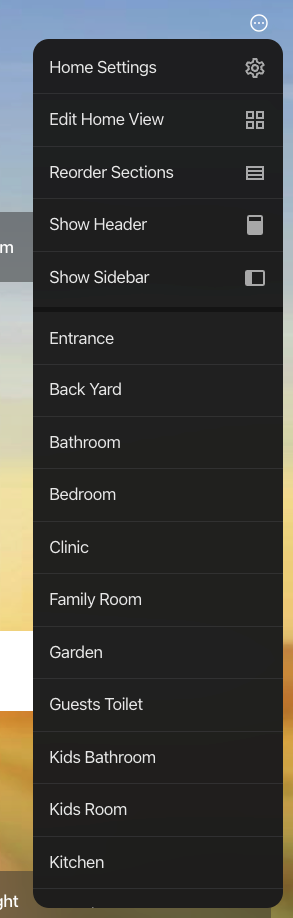 Home Settings
Edit Home View
Reorder Sections
m
Show Header
Show Sidebar
Entrance
Back Yard
Bathroom
Bedroom
Clinic
Family Room
Garden
Guests Toilet
Kids Bathroom
Kids Room
Kitchen
ght